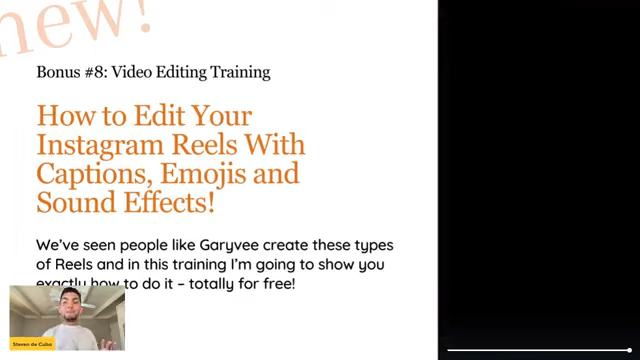 new!
Bonus #8: Video Editing Training
How to Edit Your
Instagram Reels With
Captions, Emojis and
Sound Effects!
We've seen people like Garyvee create these types
of Reels and in this training I'm going to show you
exactly how to do it – totally for free!
Steven de Cuba